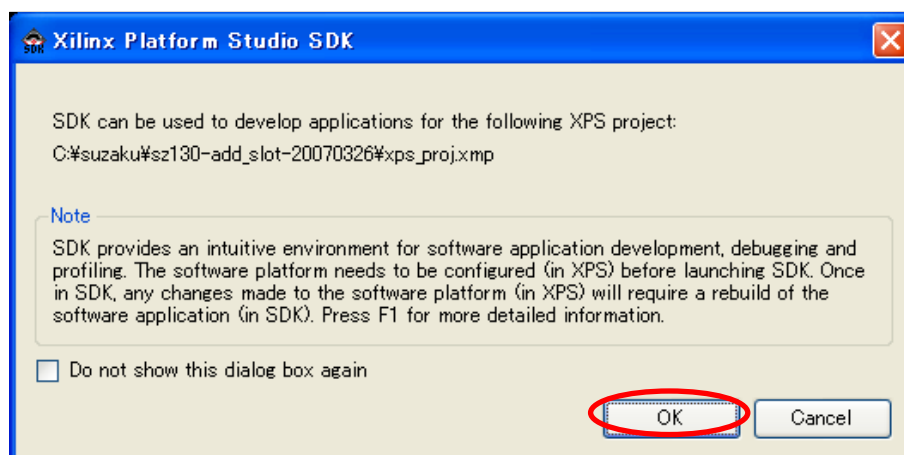 SDK
Xilinx Platform Studio SDK
SDK can be used to develop applications for the following XPS project:
C:¥suzaku¥sz130-add_slot-20070326¥xps_proj.xmp
Note
SDK provides an intuitive environment for software application development, debugging and
profiling. The software platform needs to be configured (in XPS) before launching SDK. Once
in SDK, any changes made to the software platform (in XPS) will require a rebuild of the
software application (in SDK). Press F1 for more detailed information.
Do not show this dialog box again
OK
Cancel